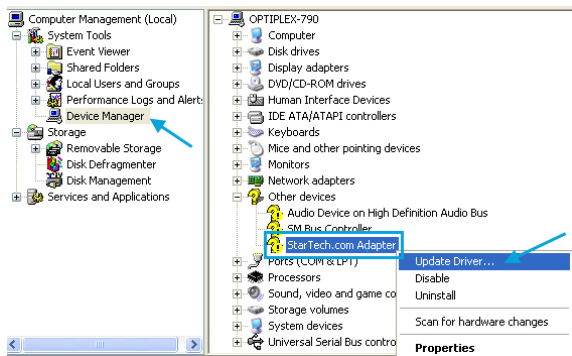 Computer Management (Local)
System Tools
Event Viewer
Shared Folders
Local Users and Groups
Performance Logs and Alert
Device Manager
Storage
Removable Storage
Disk Defragmenter
Disk Management
Services and Applications
OPTIPLEX-790
Computer
Disk drives
Display adapters
DVD/CD-ROM drives
Human Interface Devices
IDE ATA/ATAPI controllers
Keyboards
Mice and other pointing devices
Monitors
Network adapters
Other devices
Audio Device on High Definition Audio Bus
SM Bus Controller
StarTech.com Adapter
Ports (COM & LPT)
Processors
Sound, video and game co
Storage volumes
System devices
Universal Serial Bus contro
Update Driver...
Disable
Uninstall
Scan for hardware changes
Properties